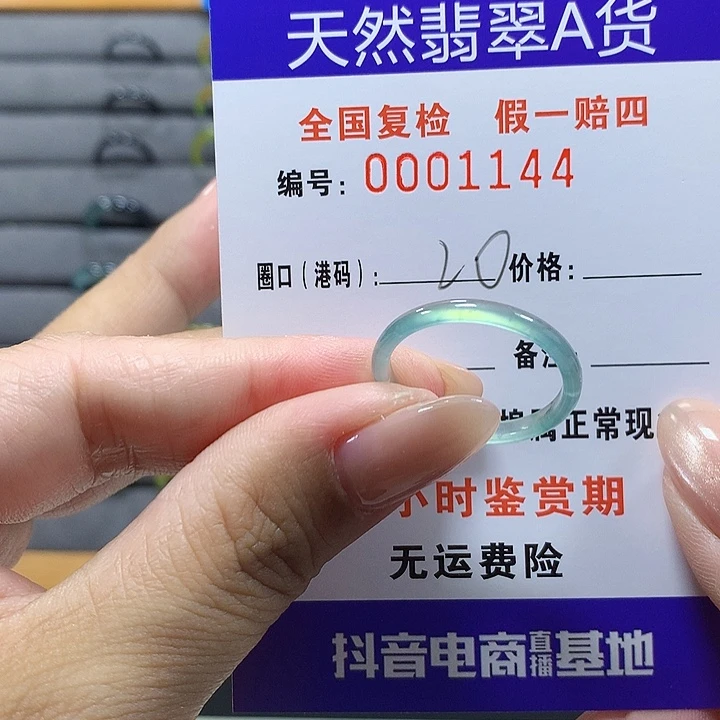 天然翡翠A货
全国复检 假一赔四
编号: 0001144
圈口(港码): 20 价格:
备注
属正常现
小时鉴赏期
无运费险
抖音电商直播基地